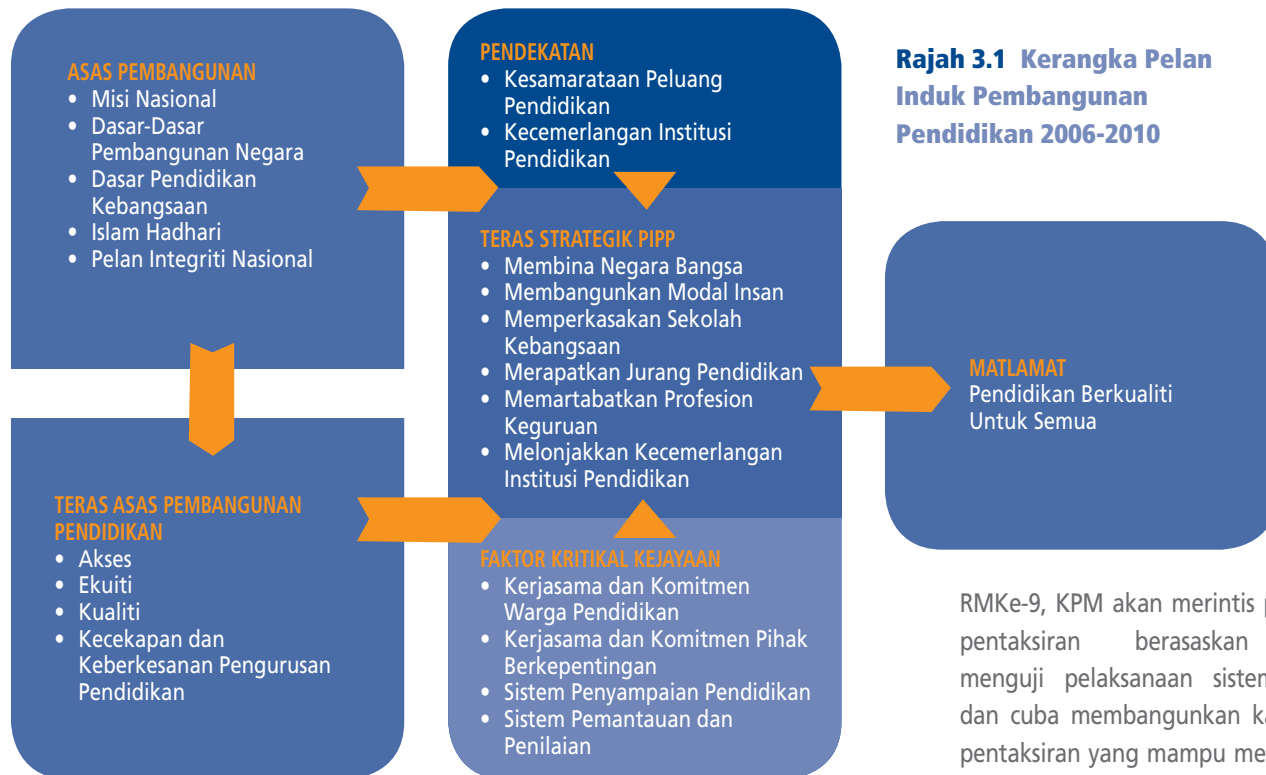 ASAS PEMBANGUNAN
• Misi Nasional
• Dasar-Dasar
Pembangunan Negara
• Dasar Pendidikan
Kebangsaan
• Islam Hadhari
• Pelan Integriti Nasional
TERAS ASAS PEMBANGUNAN
PENDIDIKAN
• Akses
• Ekuiti
• Kualiti
• Kecekapan dan
Keberkesanan Pengurusan
Pendidikan
PENDEKATAN
• Kesamarataan Peluang
Pendidikan
• Kecemerlangan Institusi
Pendidikan
TERAS STRATEGIK PIPP
• Membina Negara Bangsa
• Membangunkan Modal Insan
• Memperkasakan Sekolah
Kebangsaan
• Merapatkan Jurang Pendidikan
• Memartabatkan Profesion
Keguruan
• Melonjakkan Kecemerlangan
Institusi Pendidikan
FAKTOR KRITIKAL KEJAYAAN
• Kerjasama dan Komitmen
Warga Pendidikan
• Kerjasama dan Komitmen Pihak
Berkepentingan
• Sistem Penyampaian Pendidikan
• Sistem Pemantauan dan
Penilaian
Rajah 3.1 Kerangka Pelan
Induk Pembangunan
Pendidikan 2006-2010
MATLAMAT
Pendidikan Berkualiti
Untuk Semua
RMKe-9, KPM akan merintis
pentaksiran berasaskan
menguji pelaksanaan
dan cuba membangunkan
pentaksiran yang mampu